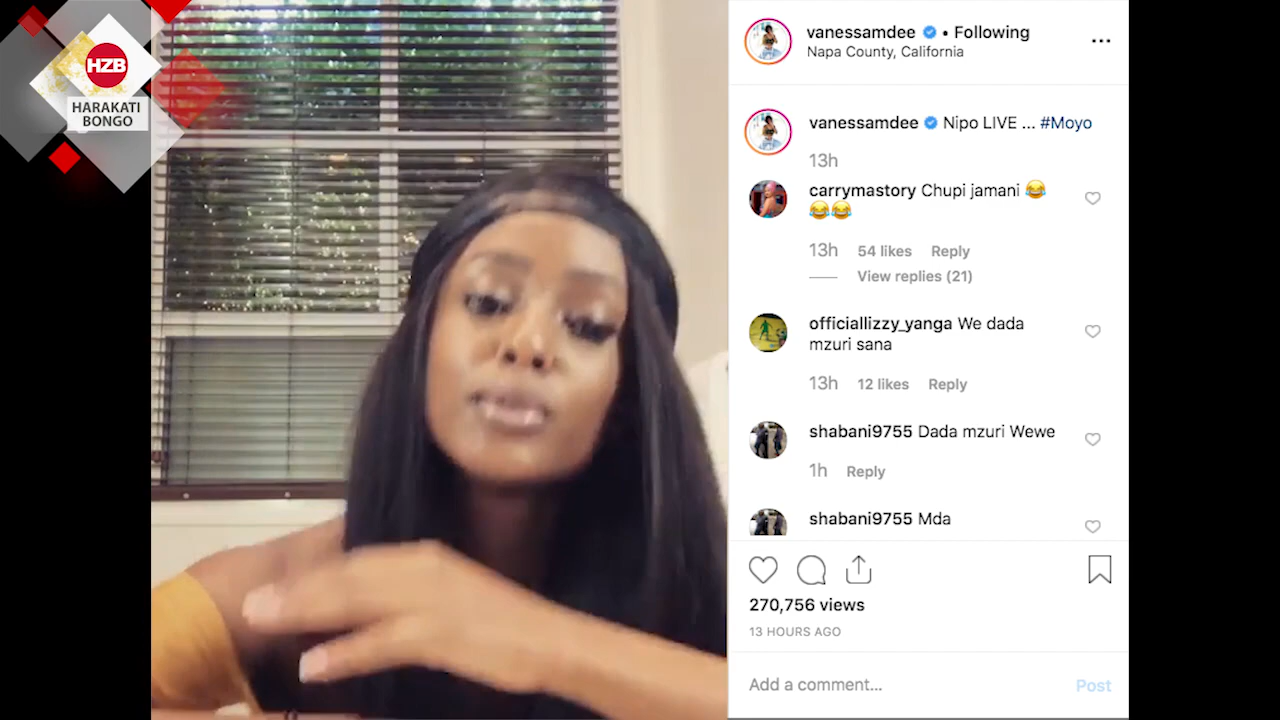 HZB
HARAKATI
BONGO
vanessamdee • Following
Napa County, California
vanessamdee Nipo LIVE ... #Moyo
13h
carrymastory Chupi jamani 😂
😂😂
13h 54 likes Reply
View replies (21)
officiallizzy_yanga We dada
mzuri sana
13h 12 likes Reply
shabani9755 Dada mzuri Wewe
1h Reply
shabani9755 Mda
270,756 views
13 HOURS AGO
Add a comment... Post